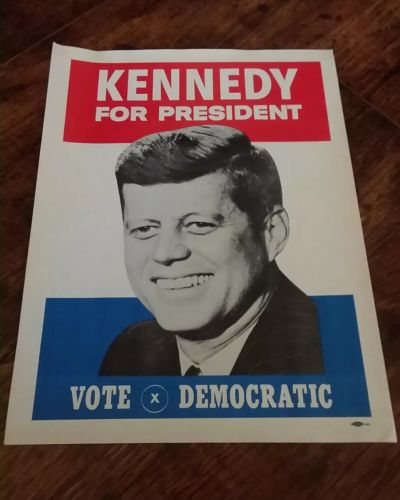 KENNEDY
FOR PRESIDENT
VOTE x DEMOCRATIC